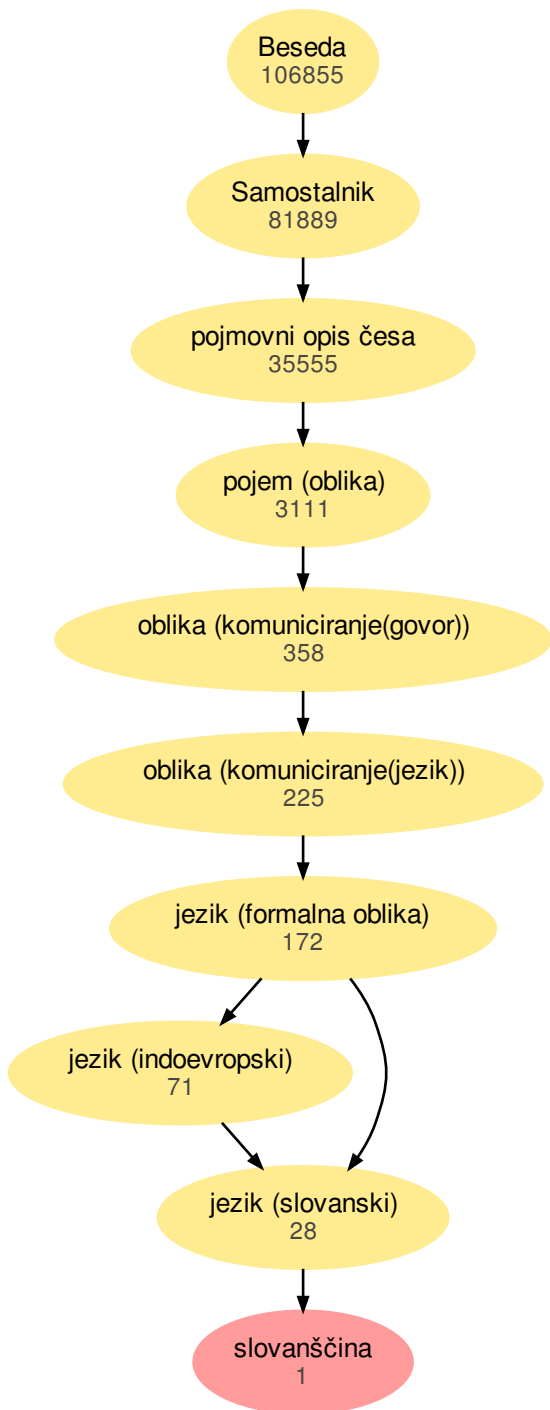 Beseda
106855
Samostalnik
81889
pojmovni opis česa
35555
pojem (oblika)
3111
oblika (komuniciranje(govor))
358
oblika (komuniciranje(jezik))
225
jezik (formalna oblika)
172
jezik (indoevropski)
71
jezik (slovanski)
28
slovanščina
1